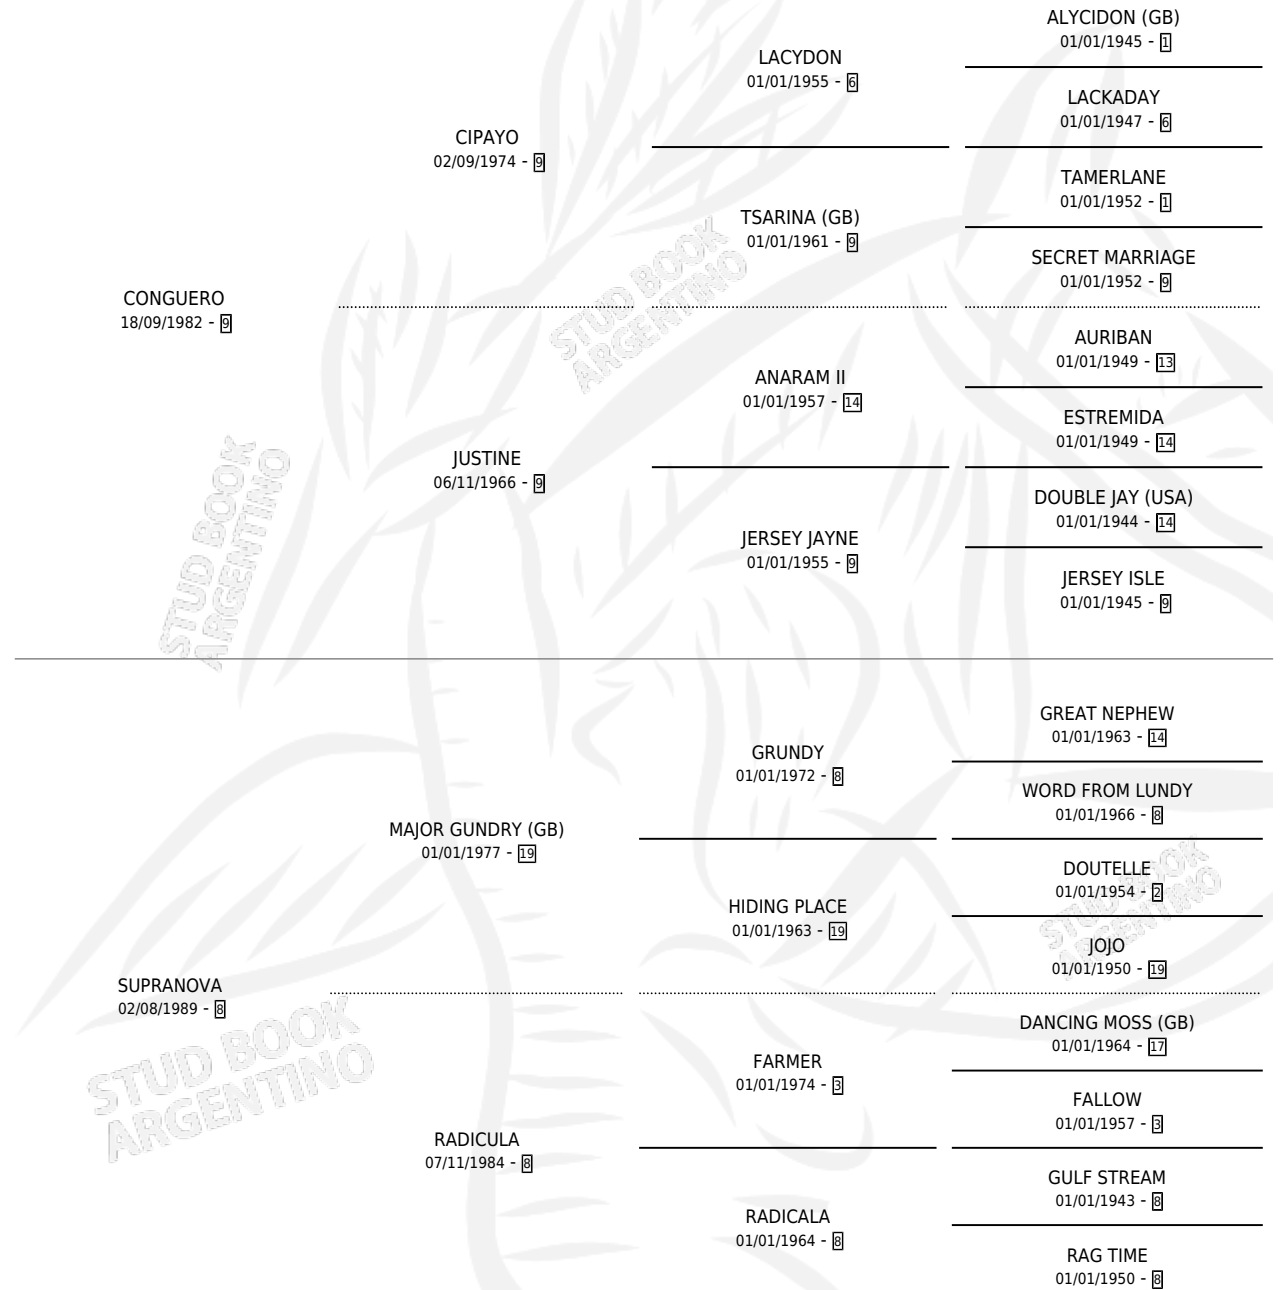 ALYCIDON (GB)
01/01/1945 - 1
LACYDON
01/01/1955 - 6
LACKADAY
01/01/1947 - 6
CIPAYO
02/09/1974 - 9
TAMERLANE
01/01/1952 - 1
TSARINA (GB)
01/01/1961 - 9
SECRET MARRIAGE
01/01/1952 - 9
CONGUERO
18/09/1982 - 9
STUD BOOK
ARGENTINO
AURIBAN
01/01/1949 - 13
ANARAM II
01/01/1957 - 14
ESTREMIDA
01/01/1949 - 14
JUSTINE
06/11/1966 - 9
DOUBLE JAY (USA)
01/01/1944 - 14
JERSEY JAYNE
01/01/1955 - 9
JERSEY ISLE
01/01/1945 - 9
STUD BOOK
ARGENTINO
GREAT NEPHEW
01/01/1963 - 14
GRUNDY
01/01/1972 - 8
WORD FROM LUNDY
01/01/1966 - 8
MAJOR GUNDRY (GB)
01/01/1977 - 19
DOUTELLE
01/01/1954 - 2
HIDING PLACE
01/01/1963 - 19
JOJO
01/01/1950 - 19
STUD BOOK
ARGENTINO
SUPRANOVA
02/08/1989 - 8
DANCING MOSS (GB)
01/01/1964 - 17
FARMER
01/01/1974 - 3
FALLOW
01/01/1957 - 3
STUD BOOK
ARGENTINO
RADICULA
07/11/1984 - 8
GULF STREAM
01/01/1943 - 8
RADICALA
01/01/1964 - 8
RAG TIME
01/01/1950 - 8